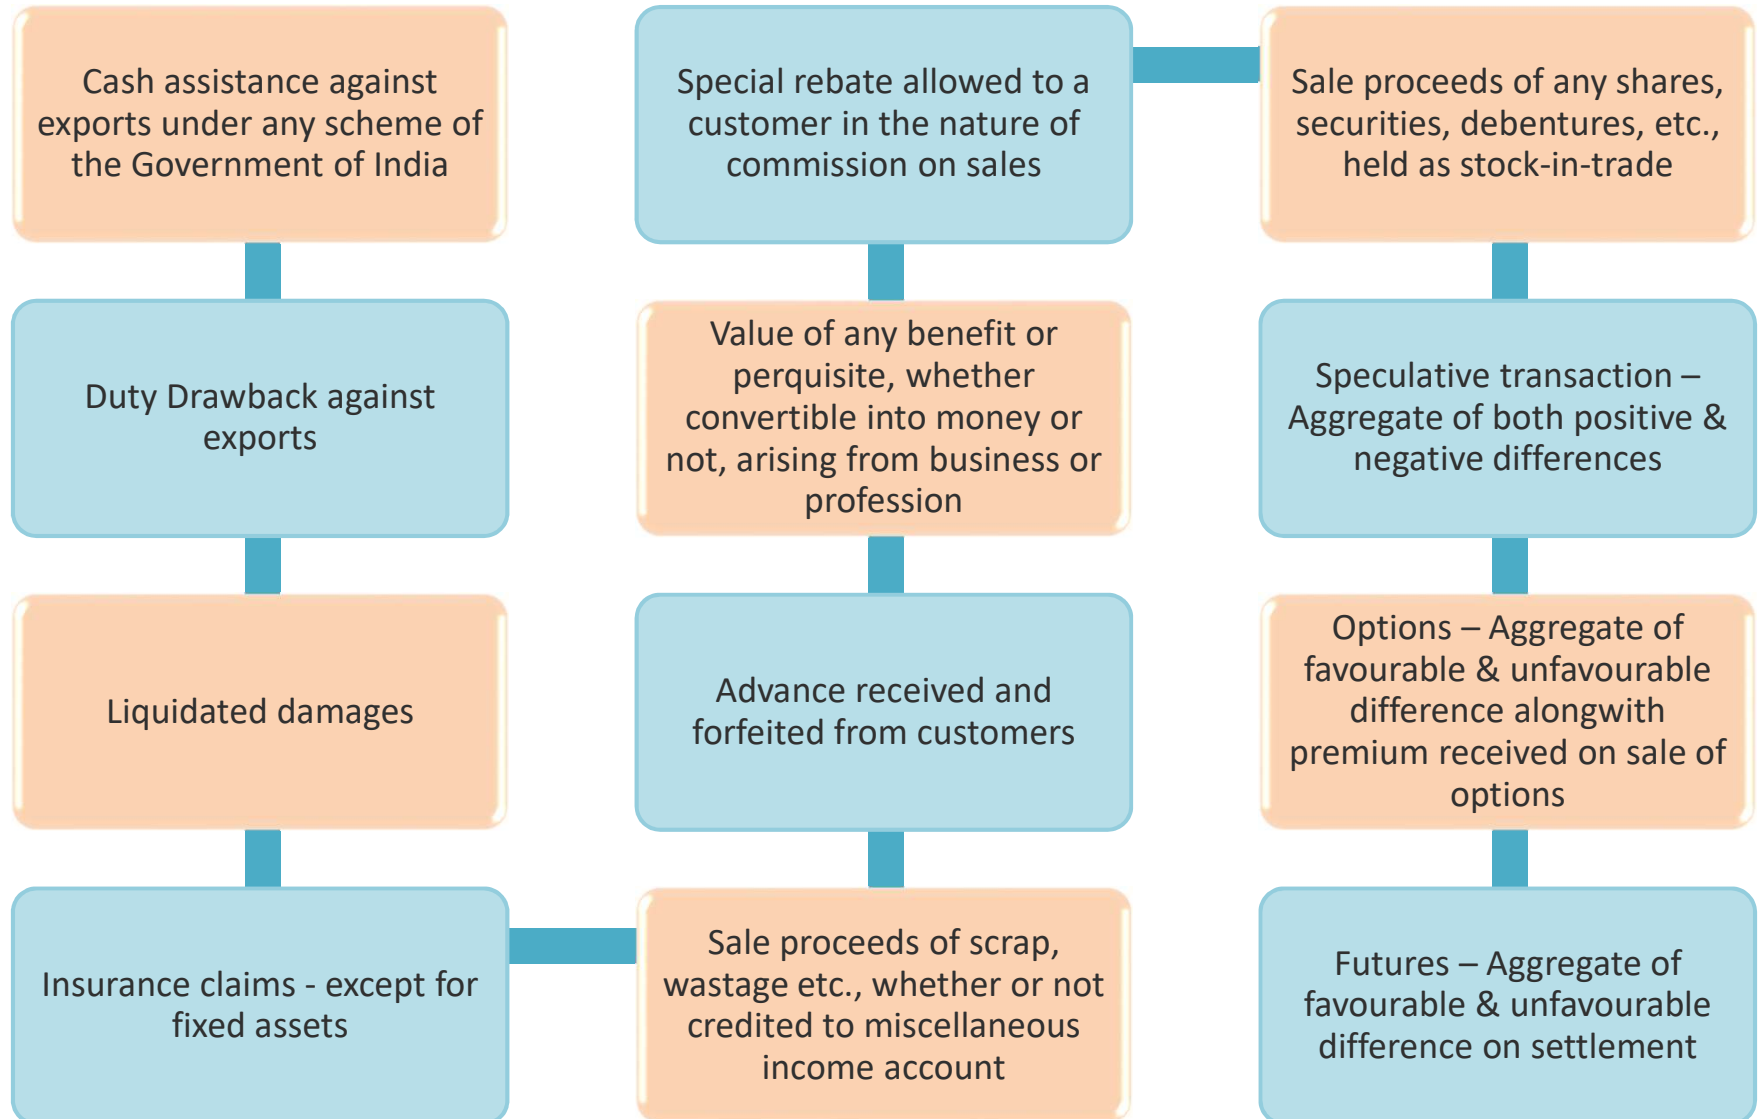 Cash assistance against
exports under any scheme of
the Government of India
Duty Drawback against
exports
Liquidated damages
Insurance claims - except for
fixed assets
Sale proceeds of scrap,
wastage etc., whether or not
credited to miscellaneous
income account
Advance received and
forfeited from customers
Value of any benefit or
perquisite, whether
convertible into money or
not, arising from business or
profession
Special rebate allowed to a
customer in the nature of
commission on sales
Sale proceeds of any shares,
securities, debentures, etc.,
held as stock-in-trade
Speculative transaction –
Aggregate of both positive &
negative differences
Options – Aggregate of
favourable & unfavourable
difference alongwith
premium received on sale of
options
Futures – Aggregate of
favourable & unfavourable
difference on settlement